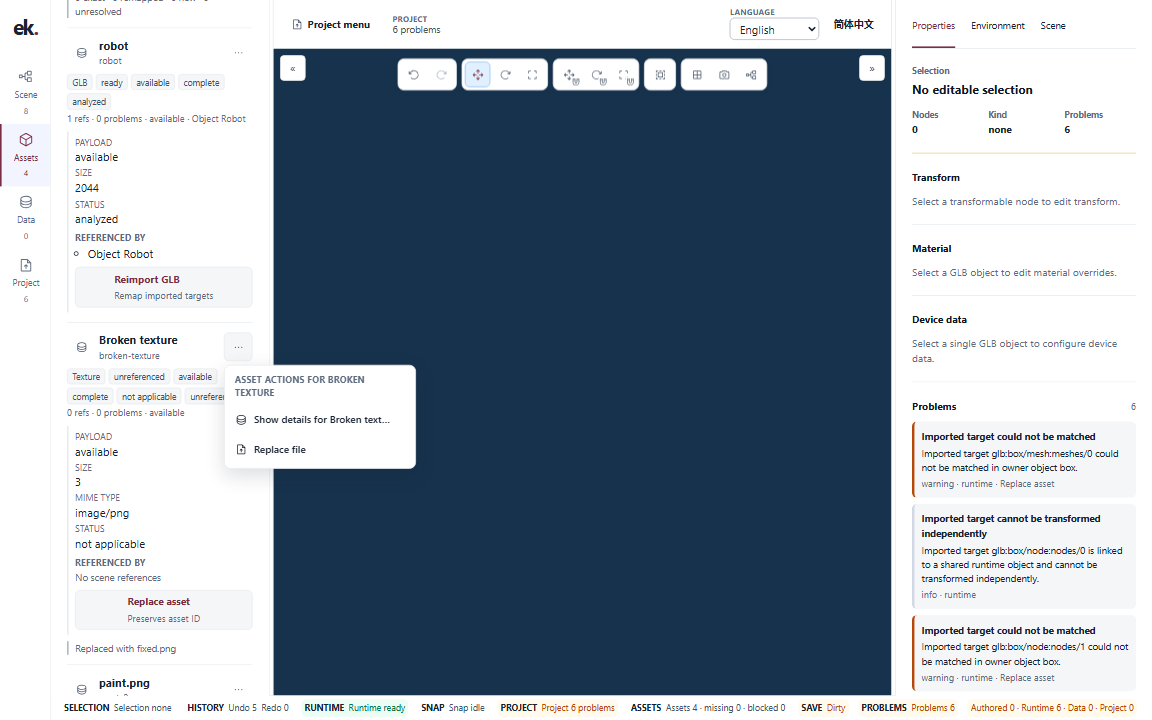 ek.
Scene
8
Assets
4
Data
0
Project
6
unresolved
robot
robot
...
GLB ready available complete
analyzed
1 refs · 0 problems · available · Object Robot
PAYLOAD
available
SIZE
2044
STATUS
analyzed
REFERENCED BY
Object Robot
Reimport GLB
Remap imported targets
Broken texture
broken-texture
...
Texture unreferenced available
complete not applicable
0 refs · 0 problems · available
PAYLOAD
available
SIZE
3
MIME TYPE
image/png
STATUS
not applicable
REFERENCED BY
No scene references
Replace asset
Preserves asset ID
Replaced with fixed.png
paint.png
...
ASSET ACTIONS FOR BROKEN
TEXTURE
Show details for Broken text...
Replace file
Project menu
PROJECT
6 problems
LANGUAGE
English
简体中文
«
»
Properties Environment Scene
Selection
No editable selection
Nodes Kind Problems
0 none 6
Transform
Select a transformable node to edit transform.
Material
Select a GLB object to edit material overrides.
Device data
Select a single GLB object to configure device
data.
Problems 6
Imported target could not be matched
Imported target glb:box/mesh:meshes/0 could
not be matched in owner object box.
warning · runtime · Replace asset
Imported target cannot be transformed
independently
Imported target glb:box/node:nodes/0 is linked
to a shared runtime object and cannot be
transformed independently.
info · runtime
Imported target could not be matched
Imported target glb:box/node:nodes/1 could not
be matched in owner object box.
warning · runtime · Replace asset
SELECTION Selection none HISTORY Undo 5 Redo 0 RUNTIME Runtime ready SNAP Snap idle PROJECT Project 6 problems ASSETS Assets 4 · missing 0 · blocked 0 SAVE Dirty PROBLEMS Problems 6 Authored 0 · Runtime 6 · Data 0 · Project 0